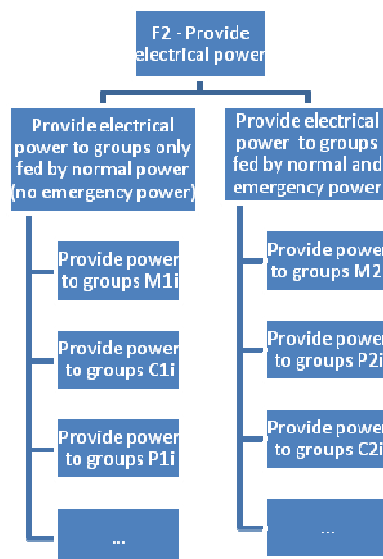 F2 - Provide
electrical power
Provide electrical
power to groups only
fed by normal power
(no emergency power)
Provide power
to groups M1i
Provide power
to groups C1i
Provide power
to groups P1i
...
Provide electrical
power to groups
fed by normal and
emergency power
Provide power
to groups M2
Provide power
to groups P2i
Provide power
to groups C2i
...